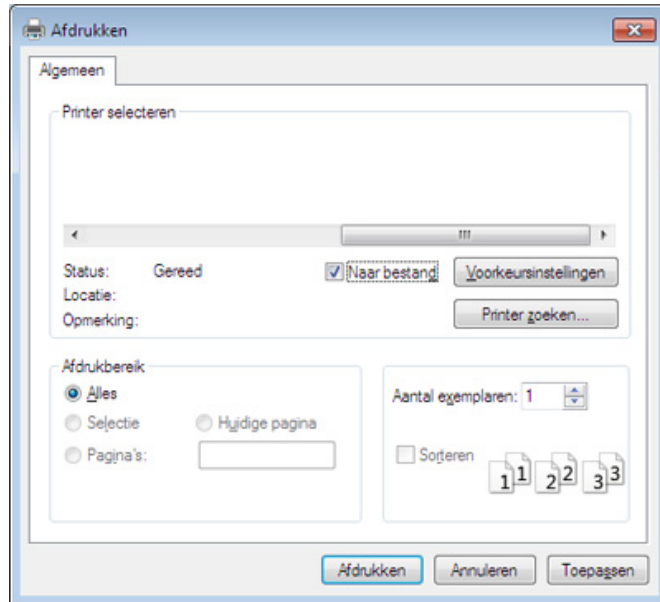 Afdrukken
Algemeen
Printer selecteren
Status: Gereed
Naar bestand
Voorkeursinstellingen
Locatie:
Opmerking:
Printer zoeken...
Afdrukbereik
Alles
Selectie
Huidige pagina
Pagina's:
Aantal exemplaren: 1
Sorteren
1 1 2 2 3 3
Afdrukken
Annuleren
Toepassen